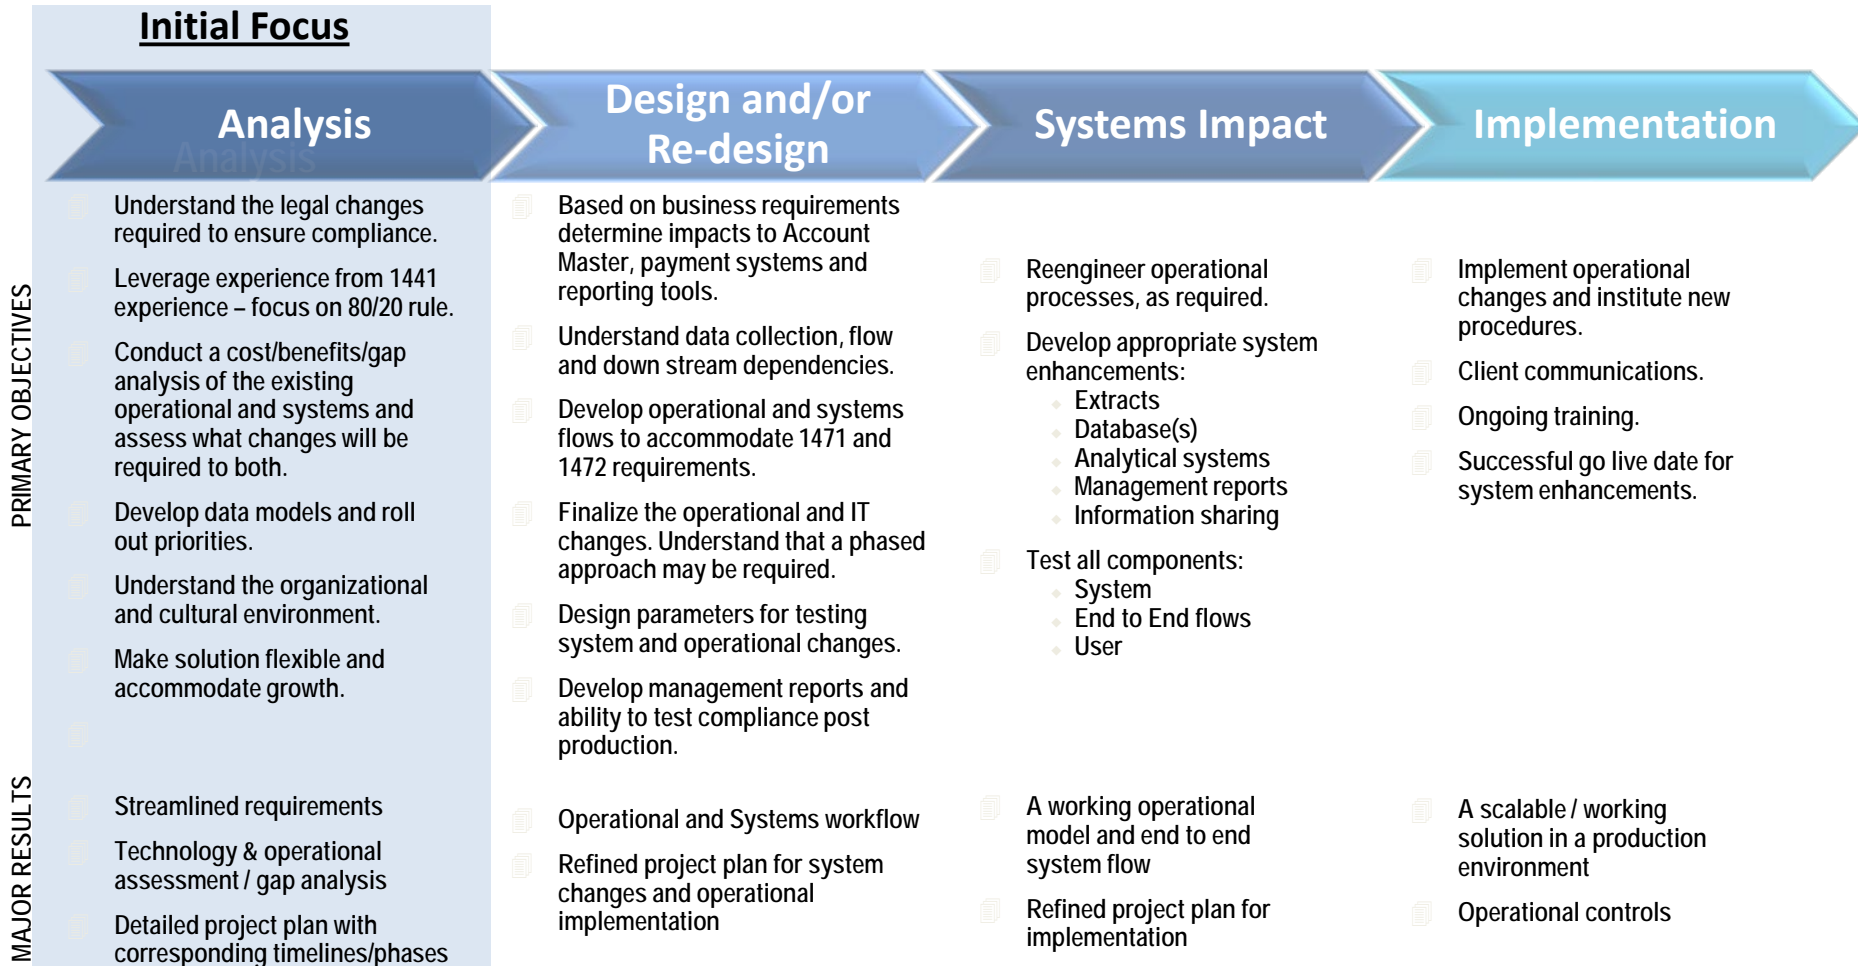 Initial Focus
Analysis
Analysis
Design and/or
Re-design
Systems Impact
Implementation
PRIMARY OBJECTIVES
Understand the legal changes
required to ensure compliance.
Leverage experience from 1441
experience – focus on 80/20 rule.
Conduct a cost/benefits/gap
analysis of the existing
operational and systems and
assess what changes will be
required to both.
Develop data models and roll
out priorities.
Understand the organizational
and cultural environment.
Make solution flexible and
accommodate growth.
Based on business requirements
determine impacts to Account
Master, payment systems and
reporting tools.
Understand data collection, flow
and down stream dependencies.
Develop operational and systems
flows to accommodate 1471 and
1472 requirements.
Finalize the operational and IT
changes. Understand that a phased
approach may be required.
Design parameters for testing
system and operational changes.
Develop management reports and
ability to test compliance post
production.
Reengineer operational
processes, as required.
Develop appropriate system
enhancements:
Extracts
Database(s)
Analytical systems
Management reports
Information sharing
Test all components:
System
End to End flows
User
Implement operational
changes and institute new
procedures.
Client communications.
Ongoing training.
Successful go live date for
system enhancements.
MAJOR RESULTS
Streamlined requirements
Technology & operational
assessment / gap analysis
Detailed project plan with
corresponding timelines/phases
Operational and Systems workflow
Refined project plan for system
changes and operational
implementation
A working operational
model and end to end
system flow
Refined project plan for
implementation
A scalable / working
solution in a production
environment
Operational controls